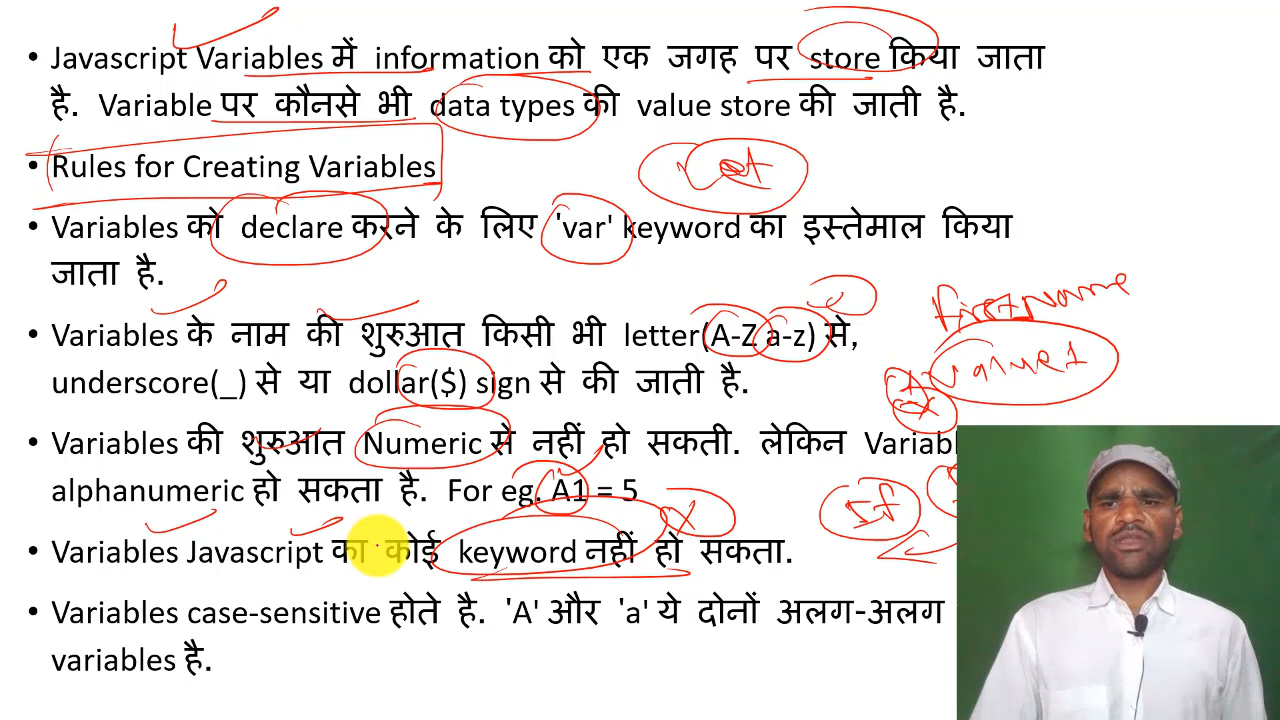 • Javascript Variables में information को एक जगह पर store किया जाता
है. Variable पर कौनसे भी data types की value store की जाती है.
• Rules for Creating Variables
• Variables को declare करने के लिए 'var' keyword का इस्तेमाल किया
जाता है.
• Variables के नाम की शुरुआत किसी भी letter(A-Z a-z) से,
underscore(_) से या dollar($) sign से की जाती है.
firstname
value1
• Variables की शुरुआत Numeric से नहीं हो सकती. लेकिन
alphanumeric हो सकता है. For eg. A1 = 5
If
• Variables Javascript का कोई keyword नहीं हो सकता.
• Variables case-sensitive होते है. 'A' और 'a' ये दोनों अलग-अलग
variables है.